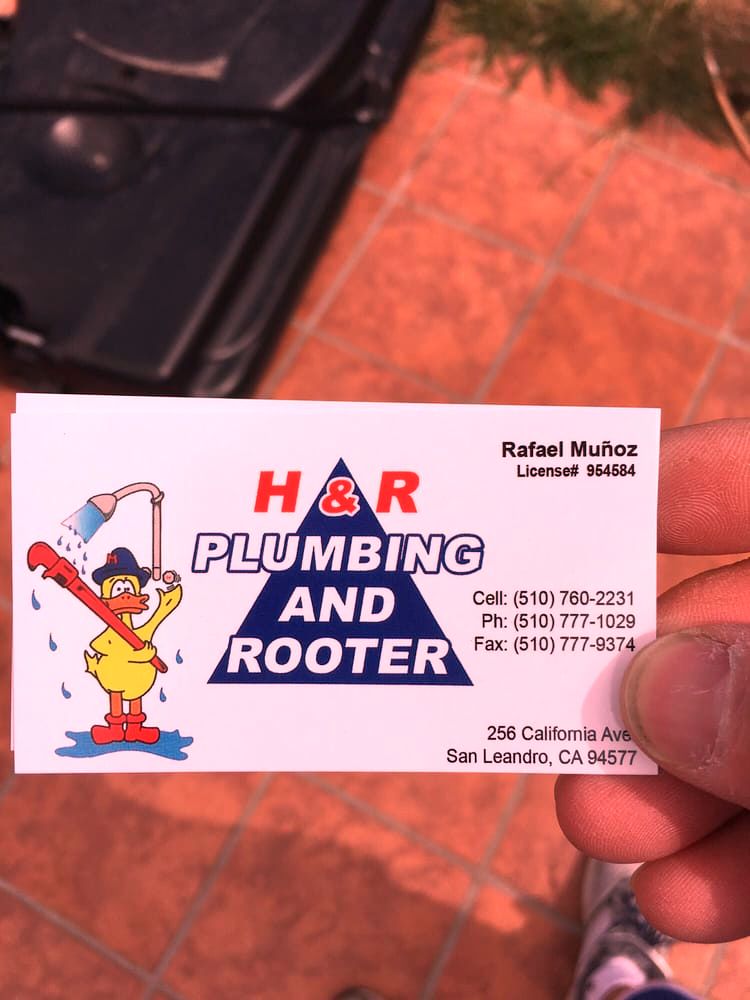 Rafael Muñoz
License# 954584
H & R
PLUMBING
AND
ROOTER
Cell: (510) 760-2231
Ph: (510) 777-1029
Fax: (510) 777-9374
256 California Ave
San Leandro, CA 94577
H